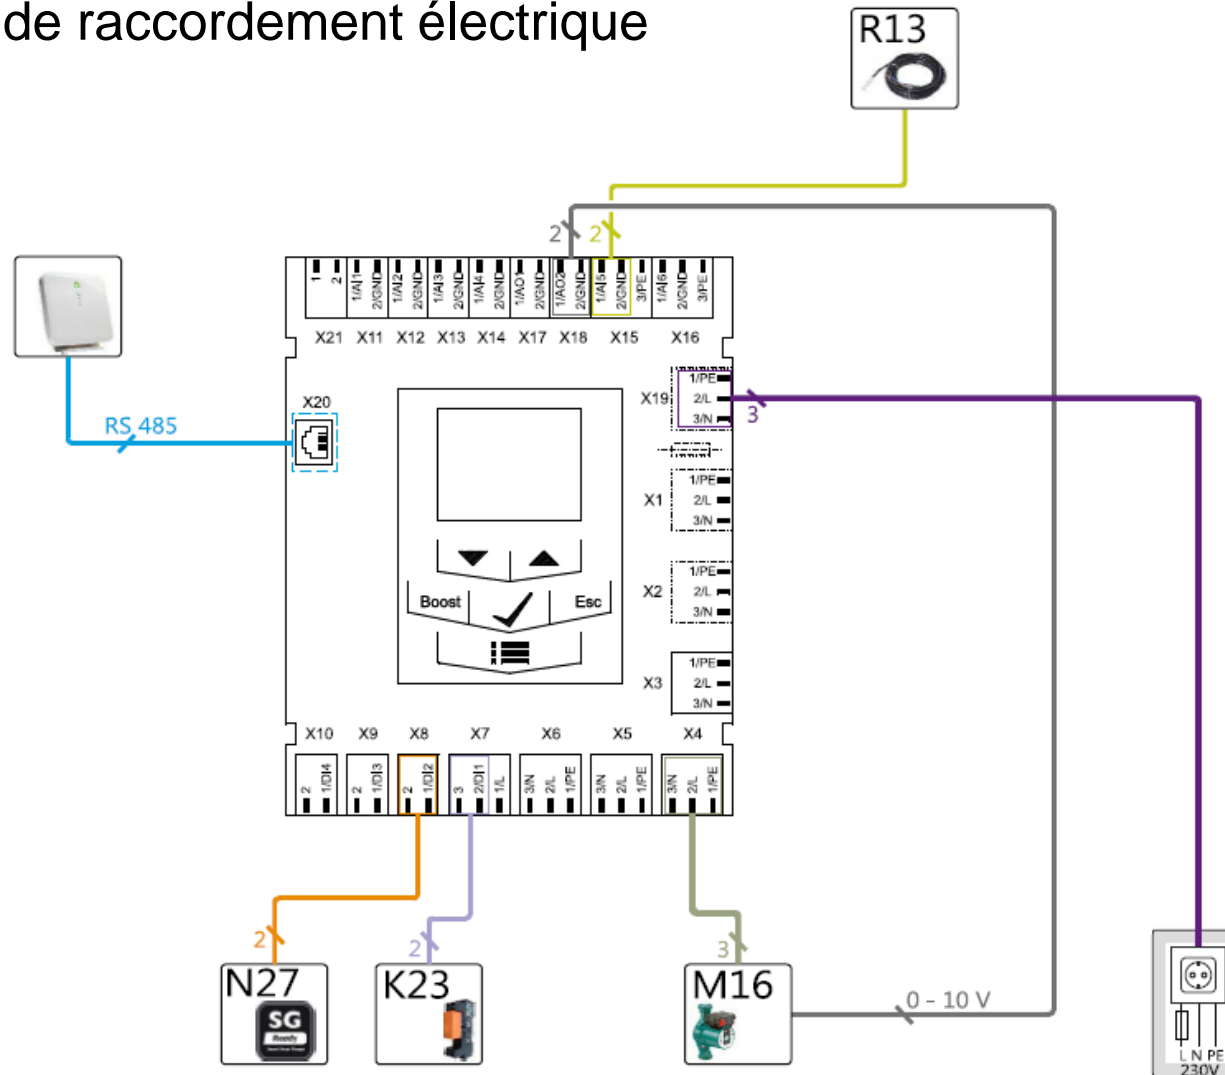 de raccordement électrique
R13
2 2
1 2 1/AI1 2/GND 1/AI2 2/GND 1/AI3 2/GND 1/AI4 2/GND 1/AO1 2/GND 1/AO2 2/GND 1/AI5 2/GND 3/PE 1/AI6 2/GND 3/PE
X21 X11 X12 X13 X14 X17 X18 X15 X16
1/PE
X19 2/L
3/N
3
X20
RS 485
1/PE
X1 2/L
3/N
1/PE
X2 2/L
3/N
Boost Esc
1/PE
X3 2/L
3/N
X10 X9 X8 X7 X6 X5 X4
2 1/DI4 2 1/DI3 2 1/DI2 3 2/DI1 1/L 3/N 2/L 1/PE 3/N 2/L 1/PE 3/N 2/L 1/PE
2 2 3
N27 K23 M16
SG
Ready
0 - 10 V
L N PE
230V